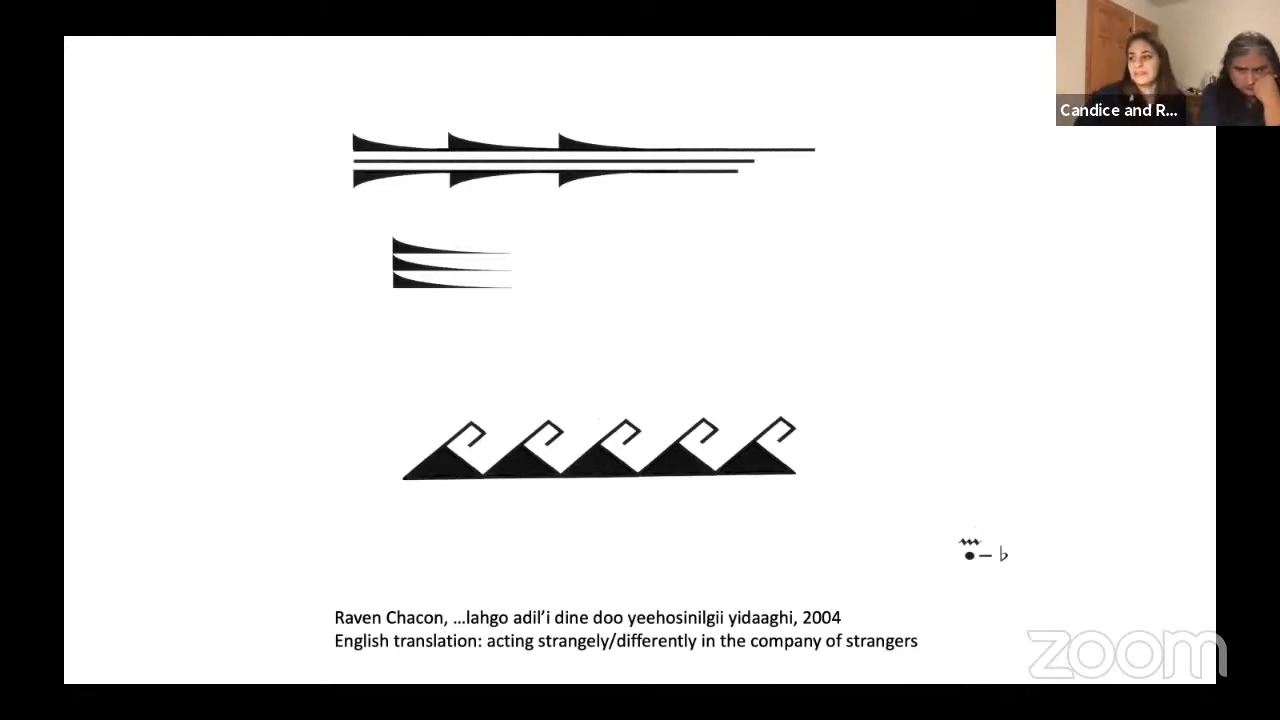 Candice and R...
Raven Chacon, …lahgo adil’i dine doo yeehosinilgii yidaaghi, 2004
English translation: acting strangely/differently in the company of strangers
zoom